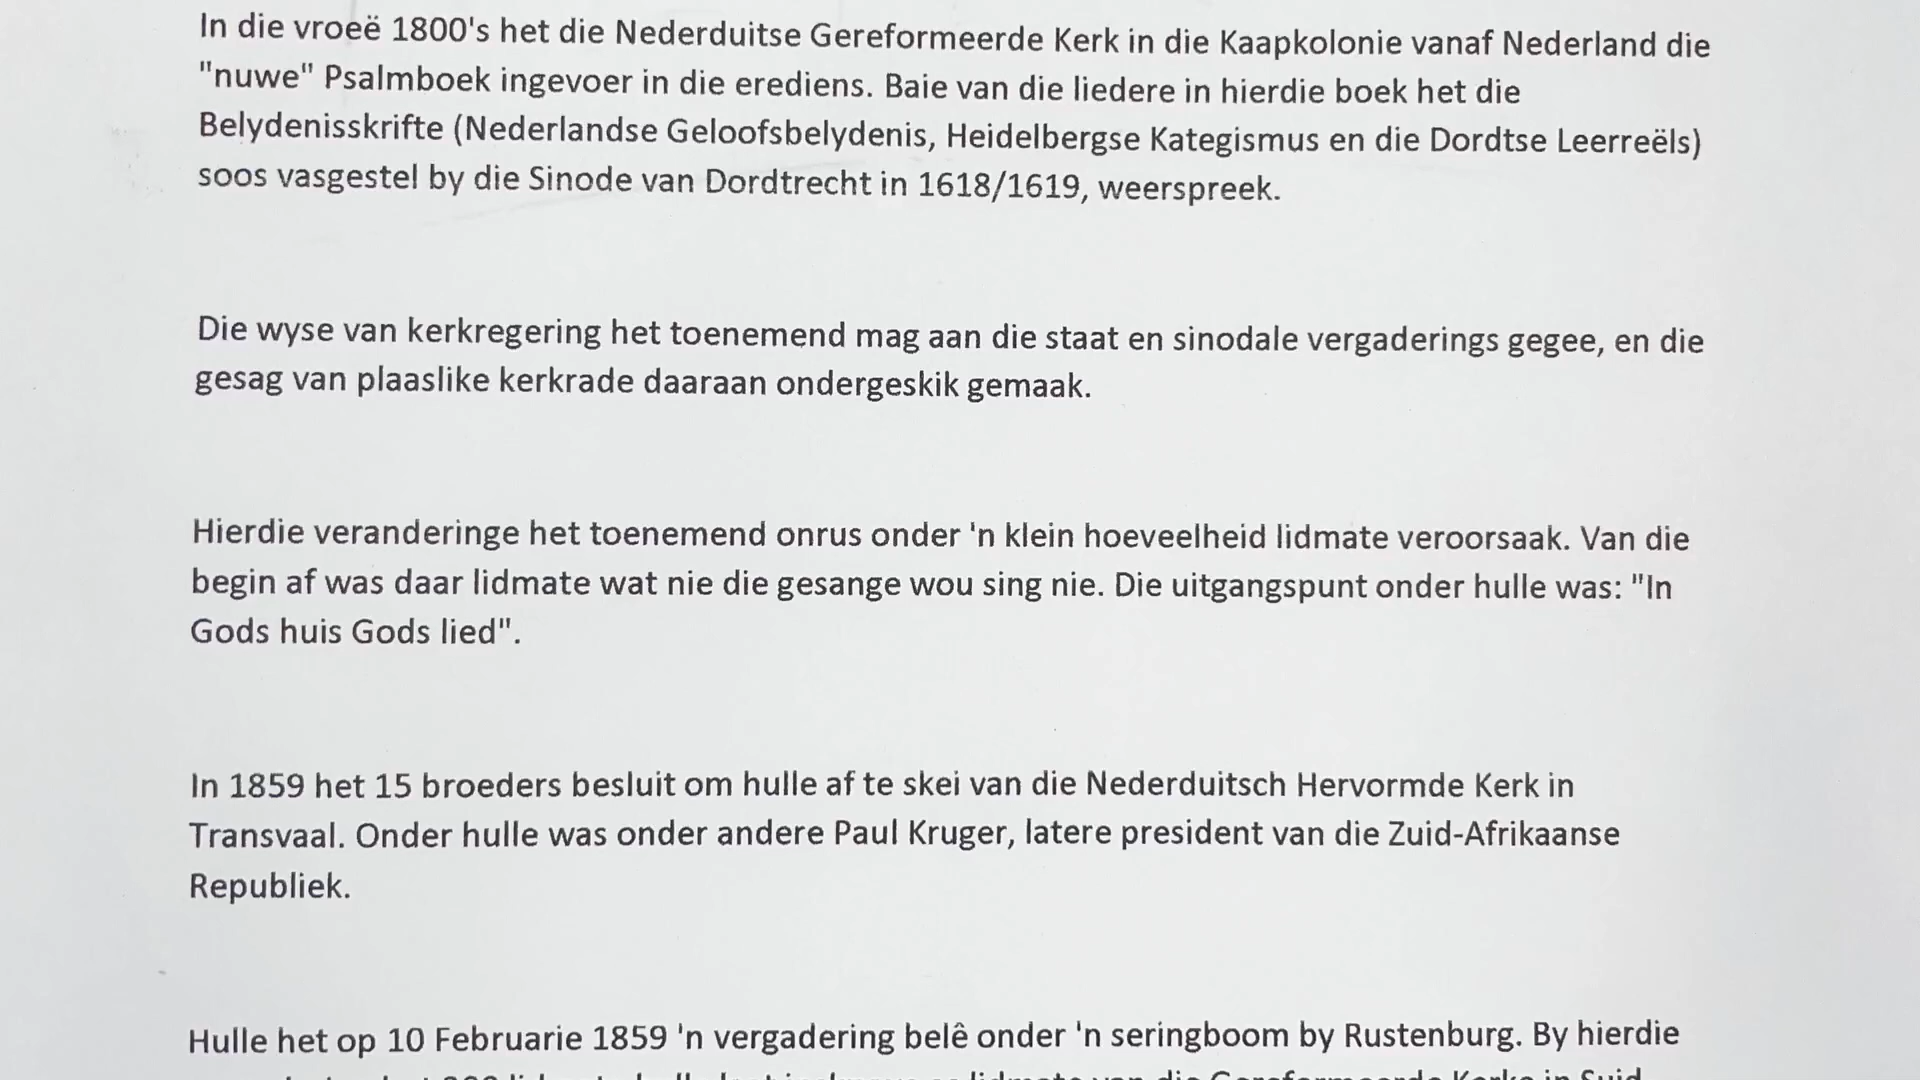 In die vroeë 1800's het die Nederduitse Gereformeerde Kerk in die Kaapkolonie vanaf Nederland die
"nuwe" Psalmboek ingevoer in die erediens. Baie van die liedere in hierdie boek het die
Belydenisskrifte (Nederlandse Geloofsbelydenis, Heidelbergse Kategismus en die Dordtse Leerreëls)
soos vasgestel by die Sinode van Dordtrecht in 1618/1619, weerspreek.
Die wyse van kerkregering het toenemend mag aan die staat en sinodale vergaderings gegee, en die
gesag van plaaslike kerkrade daaraan ondergeskik gemaak.
Hierdie veranderinge het toenemend onrus onder 'n klein hoeveelheid lidmate veroorsaak. Van die
begin af was daar lidmate wat nie die gesange wou sing nie. Die uitgangspunt onder hulle was: "In
Gods huis Gods lied".
In 1859 het 15 broeders besluit om hulle af te skei van die Nederduitsch Hervormde Kerk in
Transvaal. Onder hulle was onder andere Paul Kruger, latere president van die Zuid-Afrikaanse
Republiek.
Hulle het op 10 Februarie 1859 'n vergadering belê onder 'n seringboom by Rustenburg. By hierdie